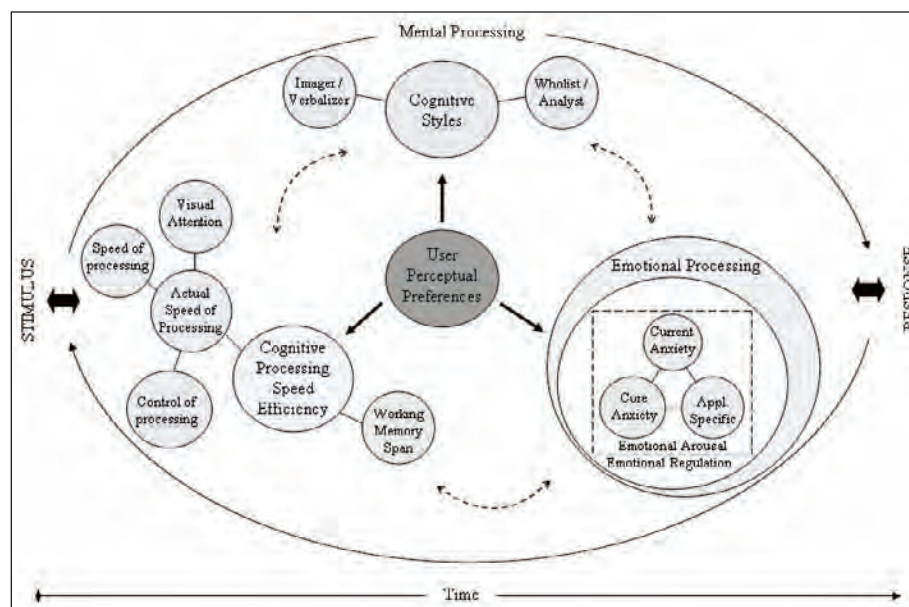 Mental Processing
Imager /
Verbalizer
Cognitive
Styles
Wholist /
Analyst
Visual
Attention
Speed of
processing
Actual
Speed of
Processing
Control of
processing
Cognitive
Processing
Speed
Efficiency
Working
Memory
Span
User
Perceptual
Preferences
Emotional Processing
Current
Anxiety
Core
Anxiety
Appl.
Specific
Emotional Arousal
Emotional Regulation
STIMULUS
RESPONSE
Time